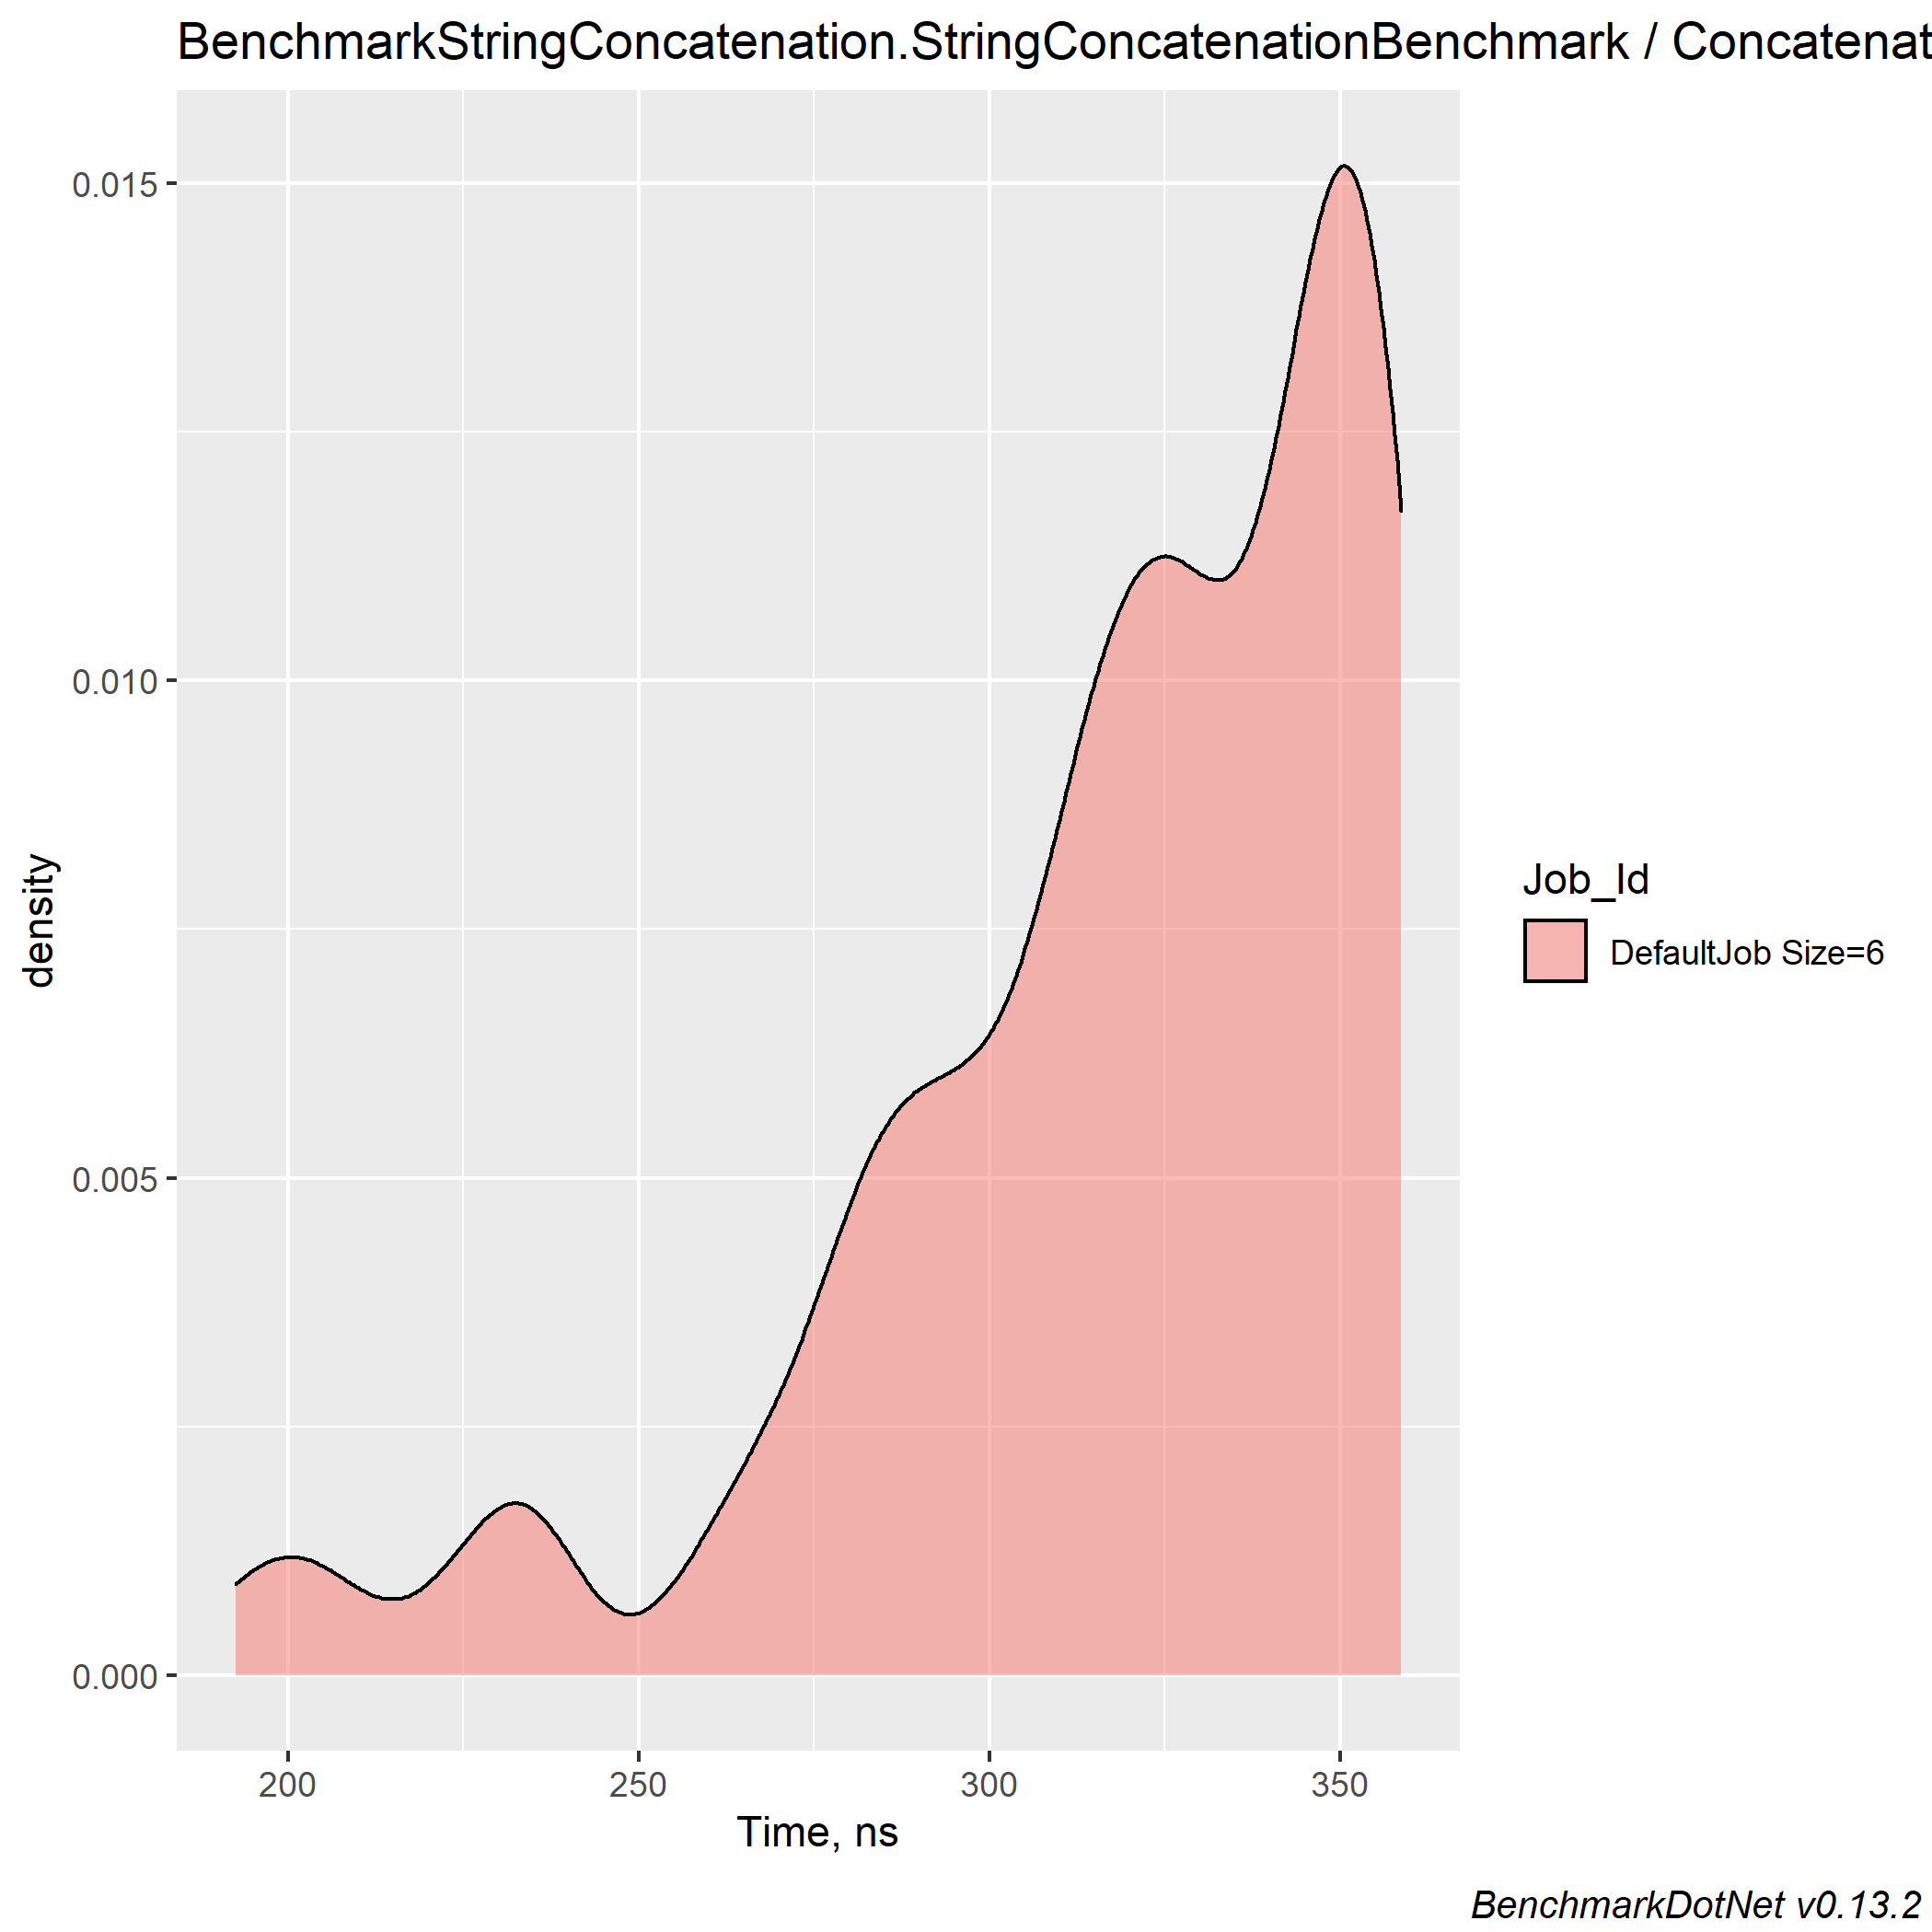 BenchmarkStringConcatenation.StringConcatenationBenchmark / Concatenat
0.015
0.010
0.005
0.000
density
200 250 300 350
Time, ns
Job_Id
DefaultJob Size=6
BenchmarkDotNet v0.13.2